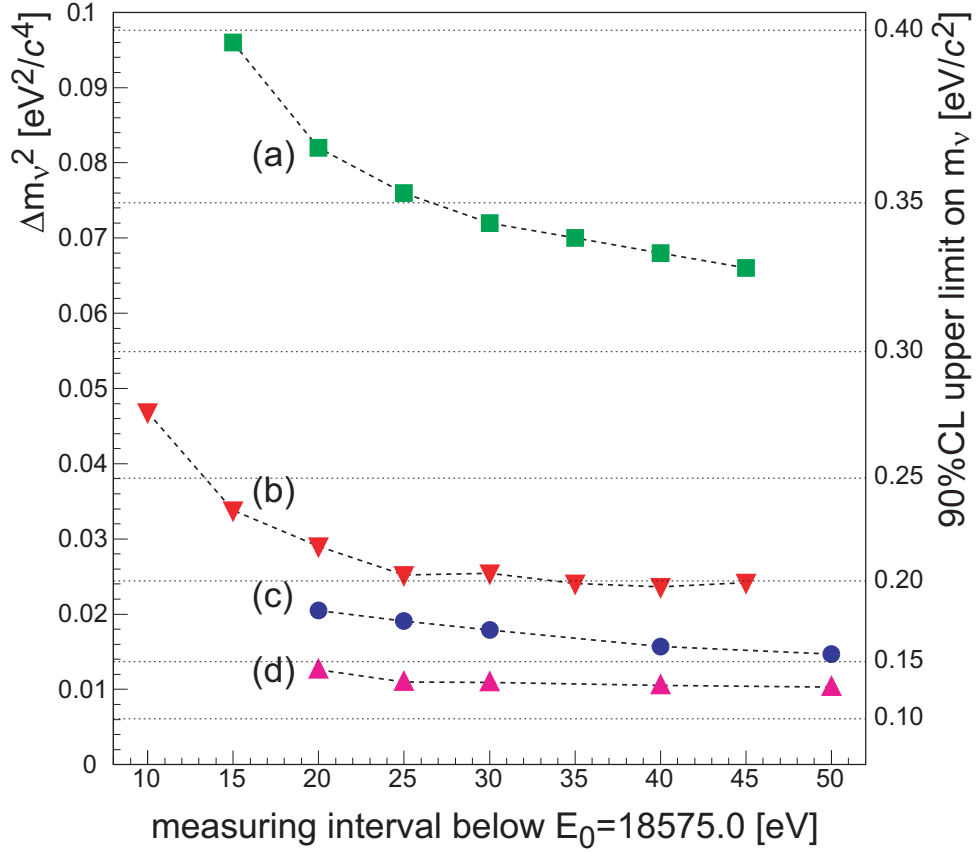 Δm_ν² [eV²/c⁴]
0.1
0.09
0.08
0.07
0.06
0.05
0.04
0.03
0.02
0.01
0
(a)
(b)
(c)
(d)
0.40
0.35
0.30
0.25
0.20
0.15
0.10
90%CL upper limit on m_ν [eV/c²]
10 15 20 25 30 35 40 45 50
measuring interval below E₀=18575.0 [eV]